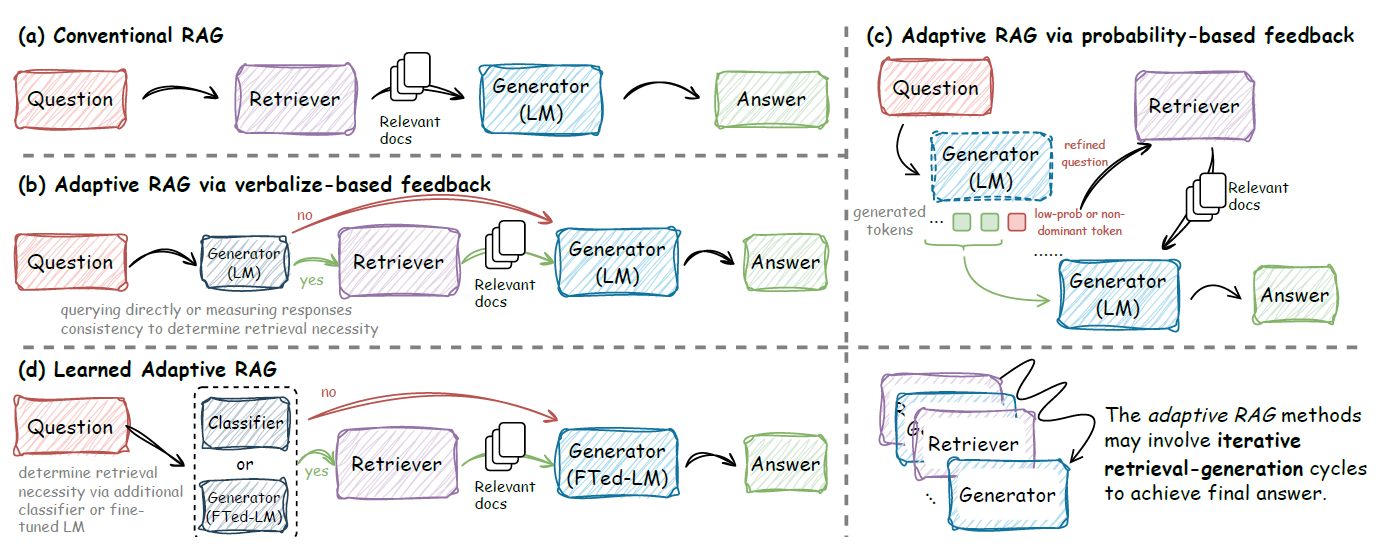 (a) Conventional RAG
Question
Retriever
Relevant
docs
Generator
(LM)
Answer
(b) Adaptive RAG via verbalize-based feedback
no
Question
Generator
(LM)
yes
Retriever
Relevant
docs
Generator
(LM)
Answer
querying directly or measuring responses
consistency to determine retrieval necessity
(d) Learned Adaptive RAG
no
Question
Classifier
or
Generator
(FTed-LM)
yes
Retriever
Relevant
docs
Generator
(FTed-LM)
Answer
determine retrieval
necessity via additional
classifier or fine-
tuned LM
(c) Adaptive RAG via probability-based feedback
Question
Retriever
Generator
(LM)
refined
question
Relevant
docs
generated
tokens
...
low-prob or non-
dominant token
......
Generator
(LM)
Answer
R
G
Retriever
Generator
The adaptive RAG methods
may involve iterative
retrieval-generation cycles
to achieve final answer.